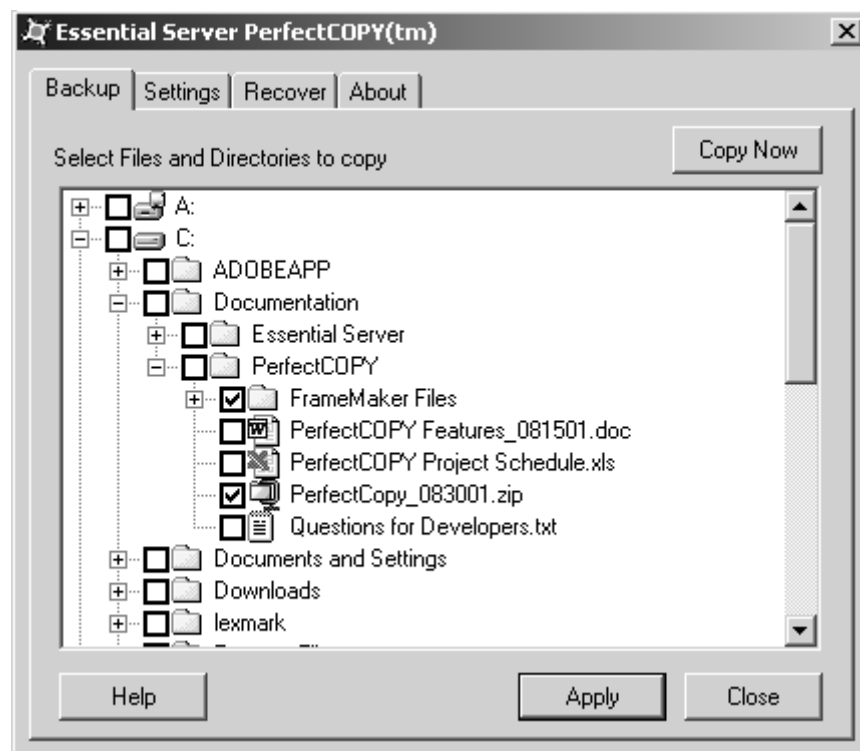 Essential Server PerfectCOPY(tm)
Backup Settings Recover About
Select Files and Directories to copy
Copy Now
A:
C:
ADOBEAPP
Documentation
Essential Server
PerfectCOPY
FrameMaker Files
PerfectCOPY Features_081501.doc
PerfectCOPY Project Schedule.xls
PerfectCopy_083001.zip
Questions for Developers.txt
Documents and Settings
Downloads
lexmark
Help Apply Close